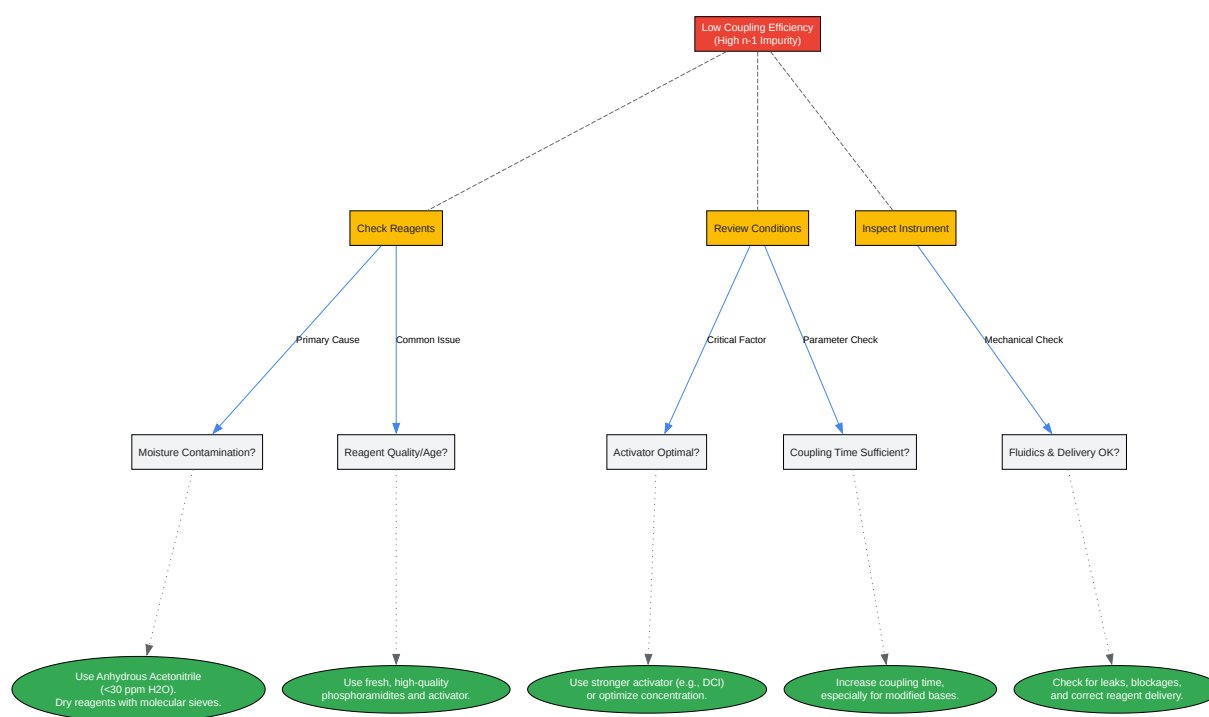 Low Coupling Efficiency
(High n-1 Impurity)
Check Reagents
Review Conditions
Inspect Instrument
Primary Cause
Common Issue
Critical Factor
Parameter Check
Mechanical Check
Moisture Contamination?
Reagent Quality/Age?
Activator Optimal?
Coupling Time Sufficient?
Fluidics & Delivery OK?
Use Anhydrous Acetonitrile
(<30 ppm H2O).
Dry reagents with molecular sieves.
Use fresh, high-quality
phosphoramidites and activator.
Use stronger activator (e.g., DCI)
or optimize concentration.
Increase coupling time,
especially for modified bases.
Check for leaks, blockages,
and correct reagent delivery.